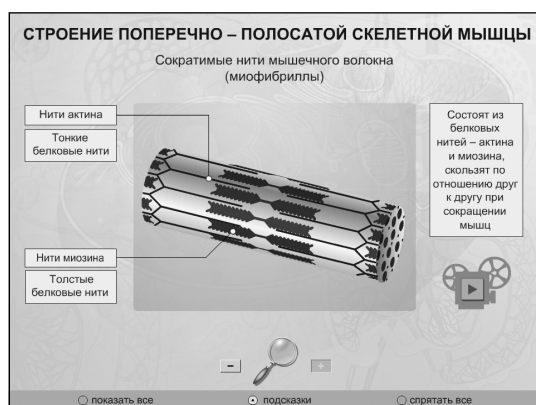 СТРОЕНИЕ ПОПЕРЕЧНО – ПОЛОСАТОЙ СКЕЛЕТНОЙ МЫШЦЫ
Сократимые нити мышечного волокна
(миофибриллы)
Нити актина
Тонкие
белковые нити
Состоят из
белковых
нитей – актина
и миозина,
скользят по
отношению друг
к другу при
сокращении
мышц
Нити миозина
Толстые
белковые нити
показать все
подсказки
спрятать все